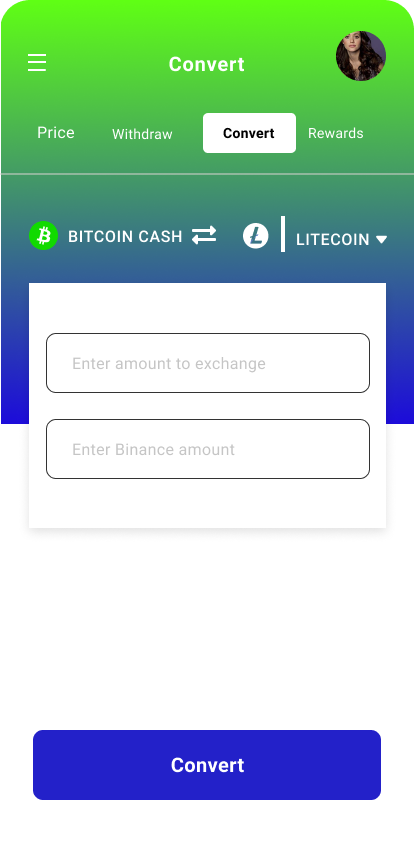 Convert
Price Withdraw Convert Rewards
BITCOIN CASH LITECOIN
Enter amount to exchange
Enter Binance amount
Convert